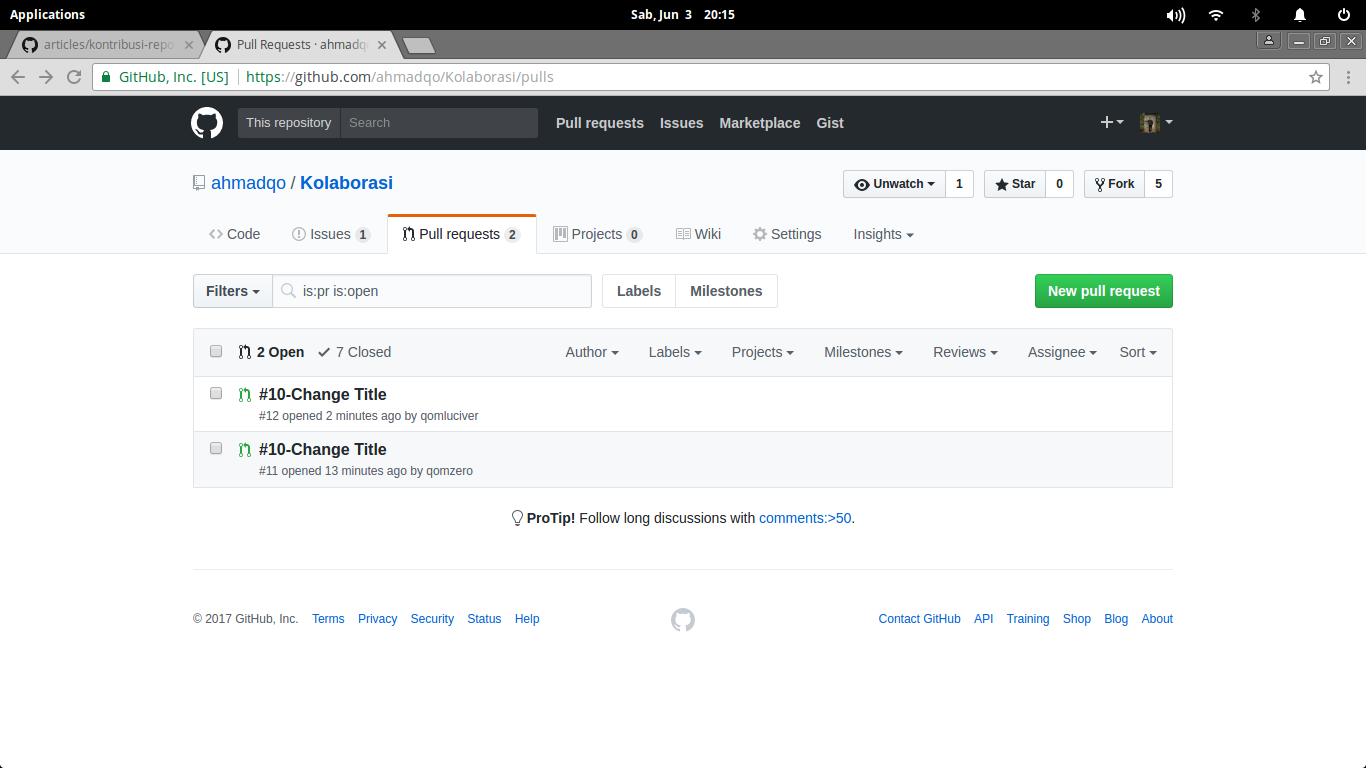 Applications
Sab, Jun 3 20:15
articles/kontribusi-repo
Pull Requests · ahmadq
GitHub, Inc. [US] https://github.com/ahmadqo/Kolaborasi/pulls
This repository Search Pull requests Issues Marketplace Gist
ahmadqo / Kolaborasi
Unwatch 1 Star 0 Fork 5
Code Issues 1 Pull requests 2 Projects 0 Wiki Settings Insights
Filters is:pr is:open Labels Milestones New pull request
2 Open 7 Closed Author Labels Projects Milestones Reviews Assignee Sort
#10-Change Title
#12 opened 2 minutes ago by qomluciver
#10-Change Title
#11 opened 13 minutes ago by qomzero
ProTip! Follow long discussions with comments:>50.
© 2017 GitHub, Inc. Terms Privacy Security Status Help Contact GitHub API Training Shop Blog About